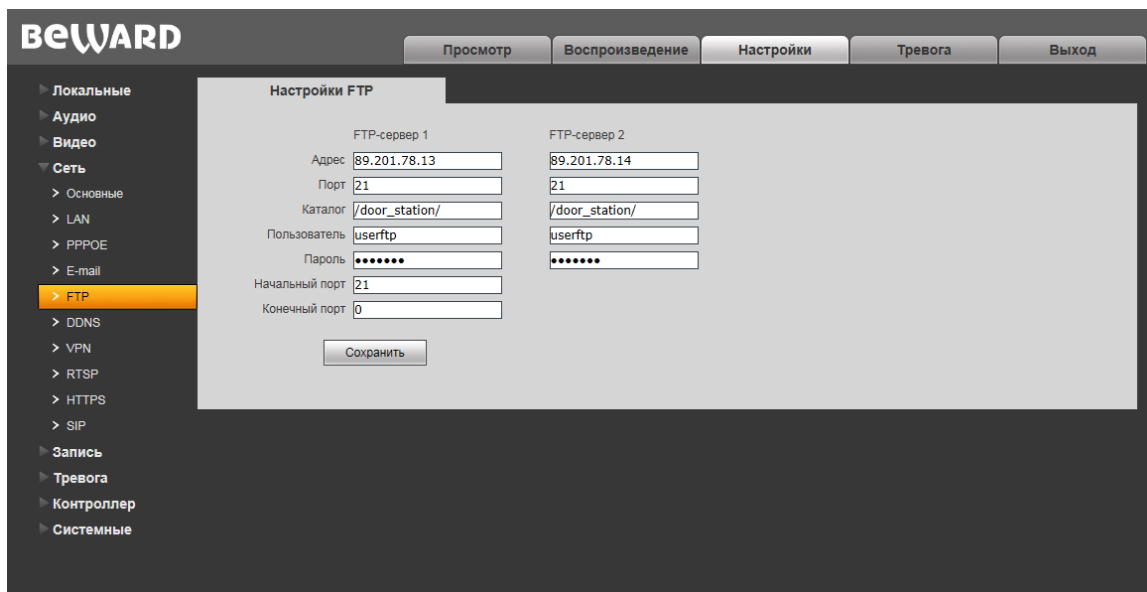 BEWARD
Просмотр Воспроизведение Настройки Тревога Выход
Локальные
Аудио
Видео
Сеть
> Основные
> LAN
> PPPOE
> E-mail
> FTP
> DDNS
> VPN
> RTSP
> HTTPS
> SIP
Запись
Тревога
Контроллер
Системные
Настройки FTP
FTP-сервер 1 FTP-сервер 2
Адрес 89.201.78.13 89.201.78.14
Порт 21 21
Каталог /door_station/ /door_station/
Пользователь userftp userftp
Пароль ●●●●●●● ●●●●●●●
Начальный порт 21
Конечный порт 0
Сохранить